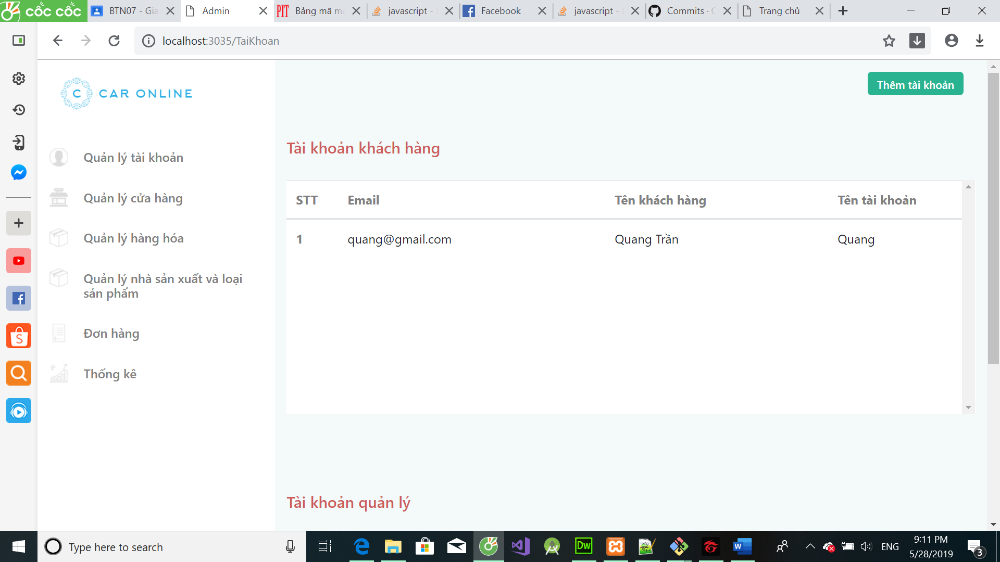 cốc cốc
BTN07 - Gia
Admin
Bảng mã mà
javascript -
Facebook
javascript -
Commits · C
Trang chủ
localhost:3035/TaiKhoan
C CAR ONLINE
Thêm tài khoản
Quản lý tài khoản
Quản lý cửa hàng
Quản lý hàng hóa
Quản lý nhà sản xuất và loại
sản phẩm
Đơn hàng
Thống kê
Tài khoản khách hàng
STT Email Tên khách hàng Tên tài khoản
1 quang@gmail.com Quang Trần Quang
Tài khoản quản lý
Type here to search
Dw
ENG
9:11 PM
5/28/2019
3